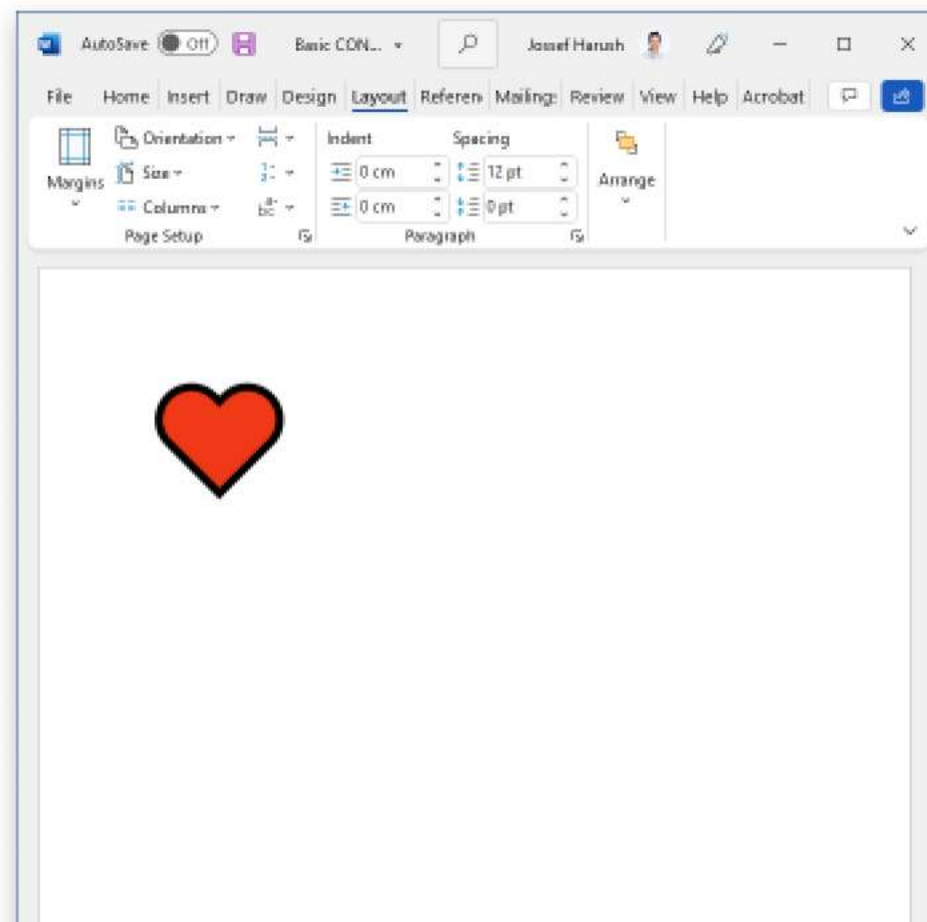 AutoSave Off Basic CON... Jossef Harush
File Home Insert Draw Design Layout Referen Mailing: Review View Help Acrobat
Margins Orientation Indent Spacing Arrange
Size 0 cm 12 pt
Columns 0 cm 0 pt
Page Setup Paragraph